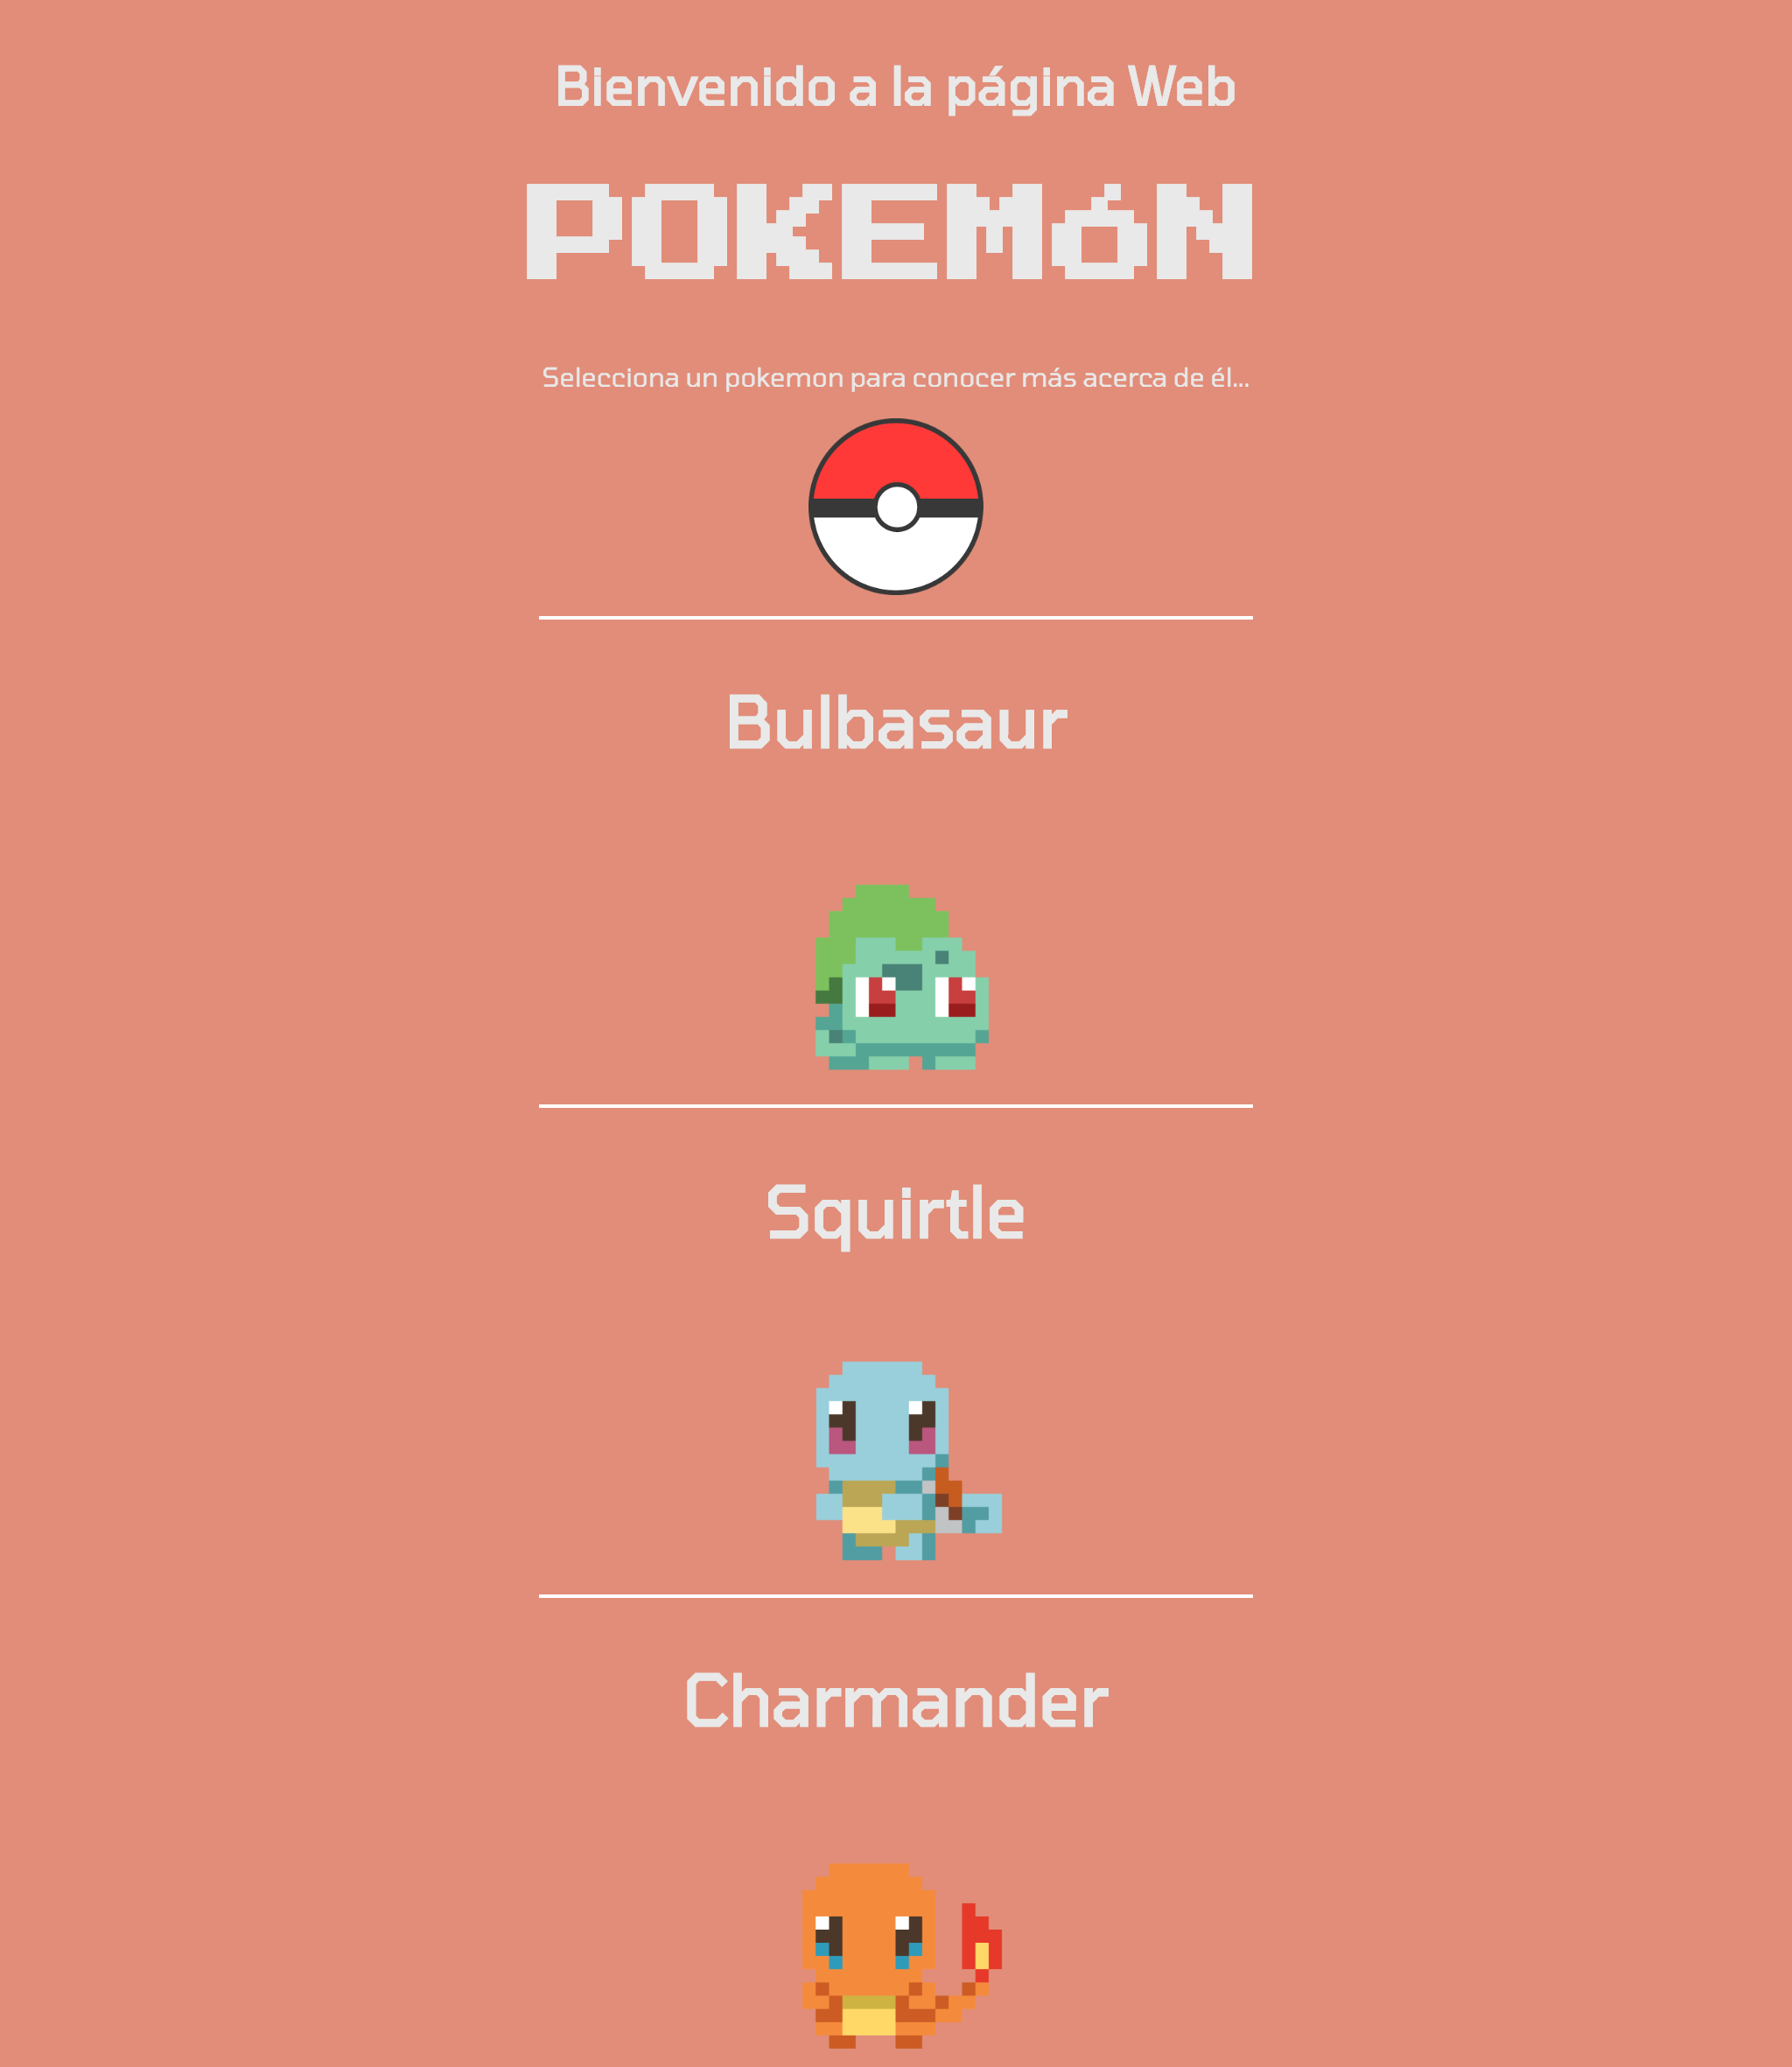 Bienvenido a la página Web
POKEMóN
Selecciona un pokemon para conocer más acerca de él...
Bulbasaur
Squirtle
Charmander